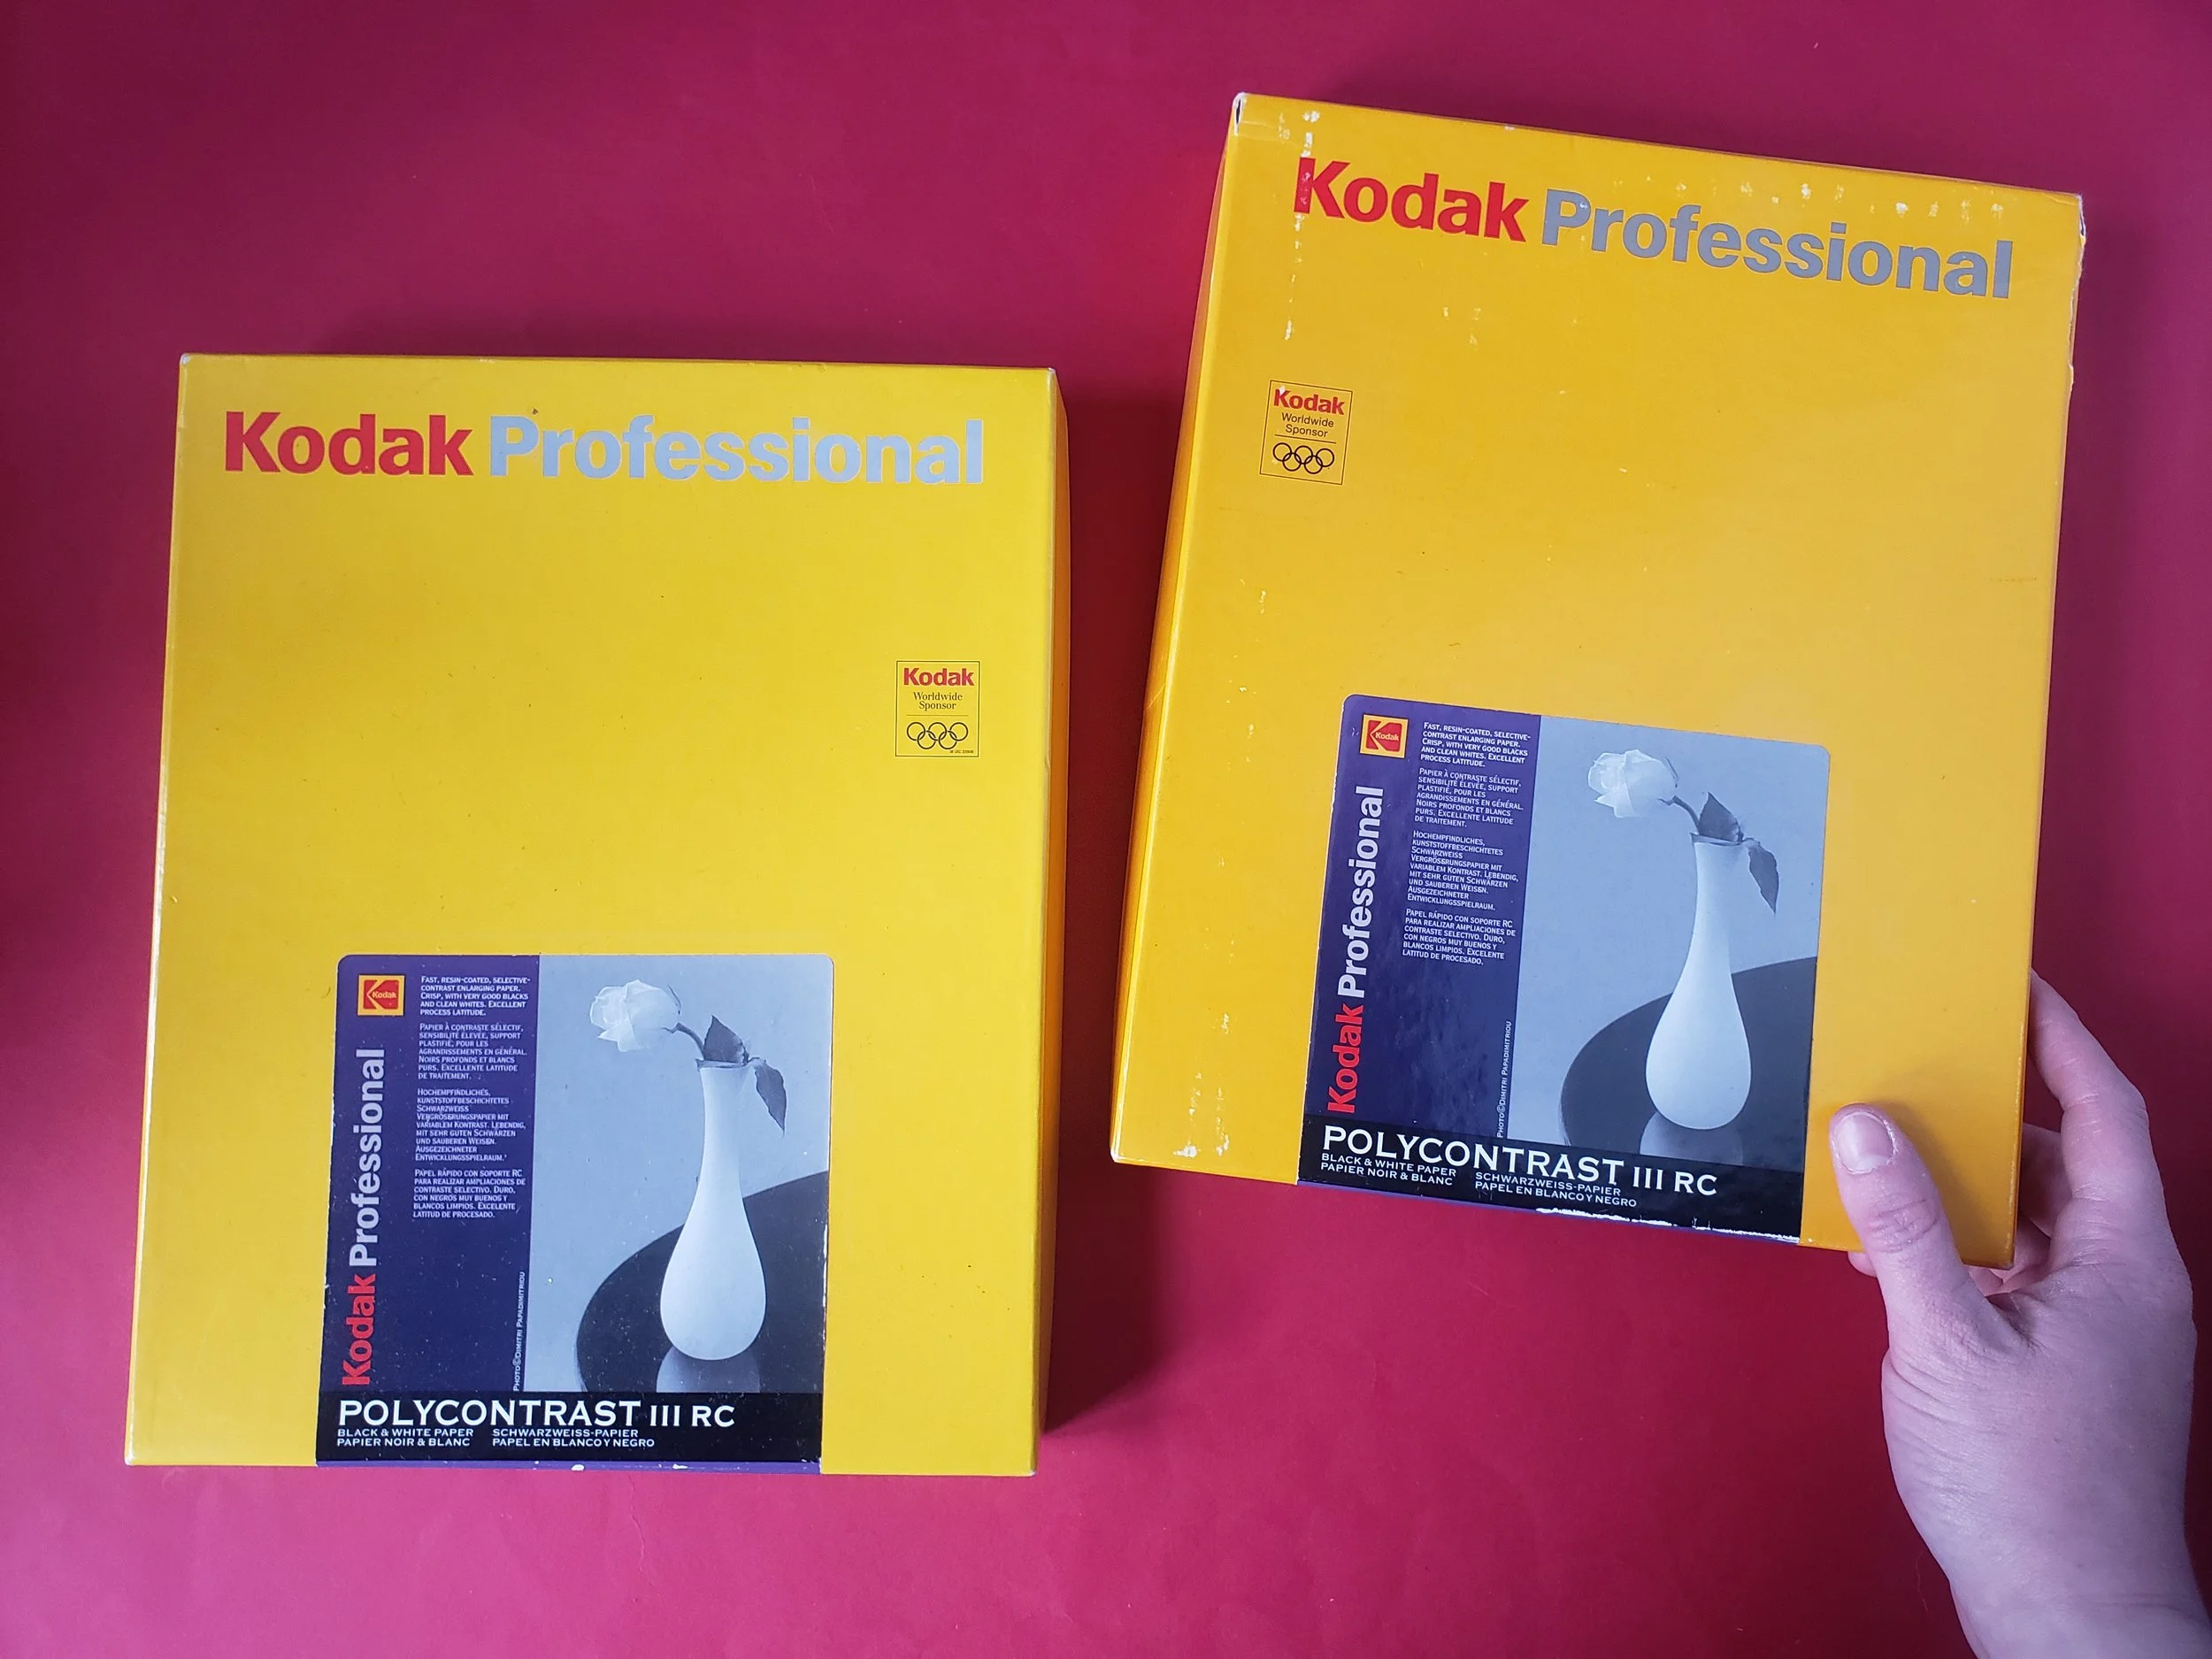 Kodak Professional
Kodak
Worldwide
Sponsor
Kodak
FAST, RESIN-COATED, SELECTIVE-
CONTRAST ENLARGING PAPER.
CRISP, WITH VERY GOOD BLACKS
AND CLEAN WHITES. EXCELLENT
PROCESS LATITUDE.
PAPIER À CONTRASTE SÉLECTIF,
SENSIBILITÉ ÉLEVÉE, SUPPORT
PLASTIFIÉ, POUR LES
AGRANDISSEMENTS EN GÉNÉRAL.
NOIRS PROFONDS ET BLANCS
PURS. EXCELLENTE LATITUDE
DE TRAITEMENT.
HOCHEMPFINDLICHES,
KUNSTSTOFFBESCHICHTETES
SCHWARZWEISS
VERGRÖSSRUNGSPAPIER MIT
VARIABLEM KONTRAST. LEBENDIG,
MIT SEHR GUTEN SCHWÄRZEN
UND SAUBEREN WEISEN.
AUSGEZEICHNETER
ENTWICKLUNGSSPIELRAUM.
PAPEL RÁPIDO CON SOPORTE RC
PARA REALIZAR AMPLIACIONES DE
CONTRASTE SELECTIVO. DURO,
CON NEGROS MUY BUENOS Y
BLANCOS LIMPIOS. EXCELENTE
LATITUD DE PROCESADO.
Kodak Professional
PHOTO©DIMITRI PAPADIMITRIOU
POLYCONTRAST III RC
BLACK & WHITE PAPER SCHWARZWEISS-PAPIER
PAPIER NOIR & BLANC PAPEL EN BLANCO Y NEGRO
Kodak Professional
Kodak
Worldwide
Sponsor
Kodak
FAST, RESIN-COATED, SELECTIVE-
CONTRAST ENLARGING PAPER.
CRISP, WITH VERY GOOD BLACKS
AND CLEAN WHITES. EXCELLENT
PROCESS LATITUDE.
PAPIER À CONTRASTE SÉLECTIF,
SENSIBILITÉ ÉLEVÉE, SUPPORT
PLASTIFIÉ, POUR LES
AGRANDISSEMENTS EN GÉNÉRAL.
NOIRS PROFONDS ET BLANCS
PURS. EXCELLENTE LATITUDE
DE TRAITEMENT.
HOCHEMPFINDLICHES,
KUNSTSTOFFBESCHICHTETES
SCHWARZWEISS
VERGRÖSSRUNGSPAPIER MIT
VARIABLEM KONTRAST. LEBENDIG,
MIT SEHR GUTEN SCHWÄRZEN
UND SAUBEREN WEISEN.
AUSGEZEICHNETER
ENTWICKLUNGSSPIELRAUM.
PAPEL RÁPIDO CON SOPORTE RC
PARA REALIZAR AMPLIACIONES DE
CONTRASTE SELECTIVO. DURO,
CON NEGROS MUY BUENOS Y
BLANCOS LIMPIOS. EXCELENTE
LATITUD DE PROCESADO.
Kodak Professional
PHOTO©DIMITRI PAPADIMITRIOU
POLYCONTRAST III RC
BLACK & WHITE PAPER SCHWARZWEISS-PAPIER
PAPIER NOIR & BLANC PAPEL EN BLANCO Y NEGRO